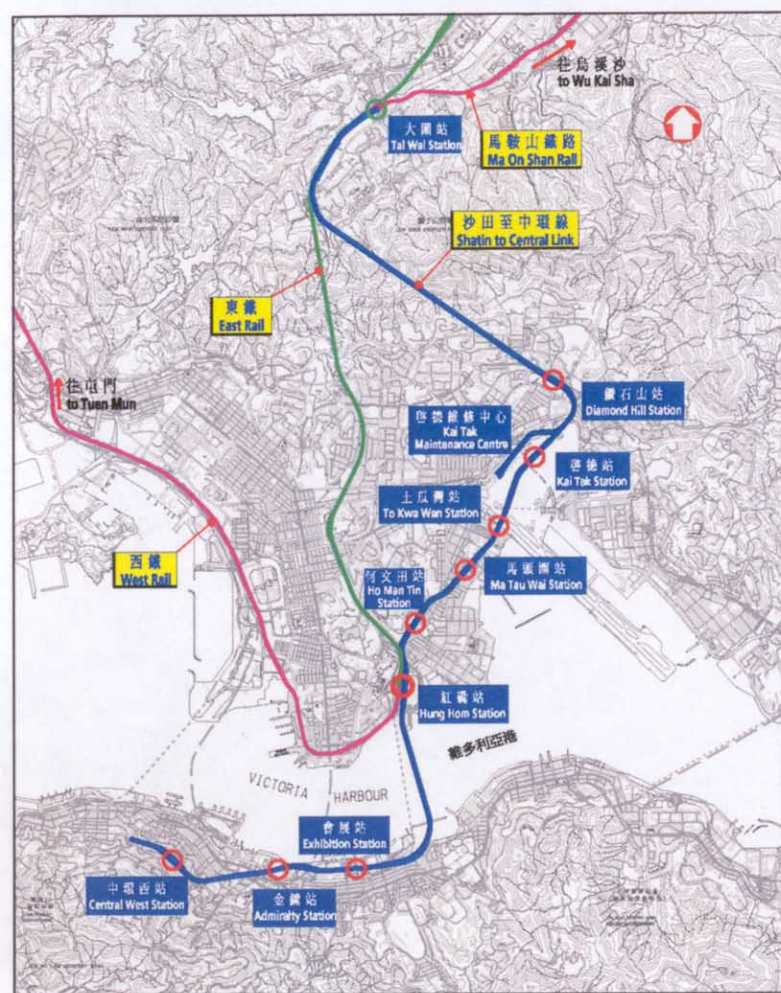 往烏溪沙
to Wu Kai Sha
大圍站
Tai Wai Station
馬鞍山鐵路
Ma On Shan Rail
沙田至中環線
Shatin to Central Link
東鐵
East Rail
往屯門
to Tuen Mun
鑽石山站
Diamond Hill Station
啓德維修中心
Kai Tak
Maintenance Centre
啓德站
Kai Tak Station
土瓜灣站
To Kwa Wan Station
西鐵
West Rail
馬頭圍站
Ma Tau Wai Station
何文田站
Ho Man Tin
Station
紅磡站
Hung Hom Station
維多利亞港
VICTORIA HARBOUR
會展站
Exhibition Station
中環西站
Central West Station
金鐘站
Admiralty Station